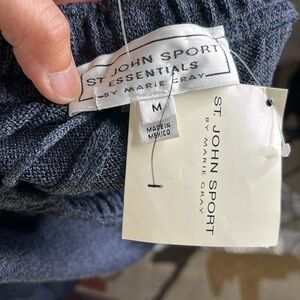 ST. JOHN SPORT
ESSENTIALS
BY MARIE GRAY
M
MADE IN
MEXICO
ST. JOHN SPORT
BY MARIE GRAY